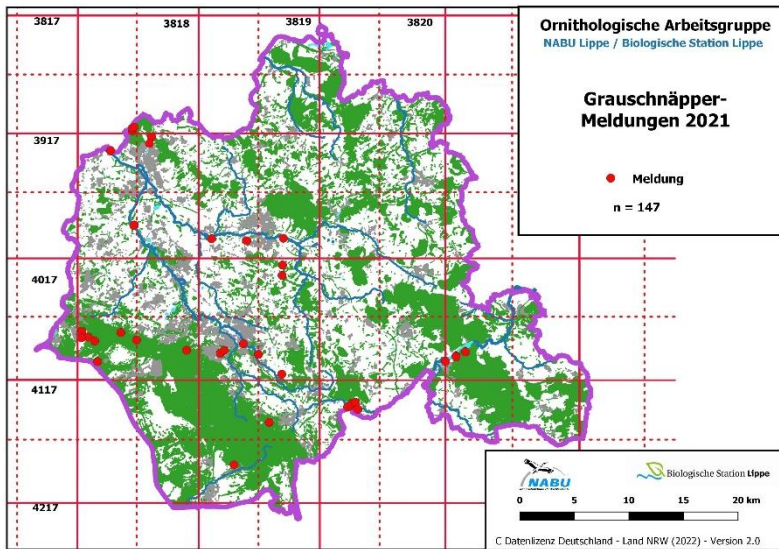 3817
3818
3819
3820
3917
4017
4117
4217
Ornithologische Arbeitsgruppe
NABU Lippe / Biologische Station Lippe
Grauschnäpper-
Meldungen 2021
Meldung
n = 147
NABU
Biologische Station Lippe
0 5 10 15 20 km
C Datenlizenz Deutschland - Land NRW (2022) - Version 2.0